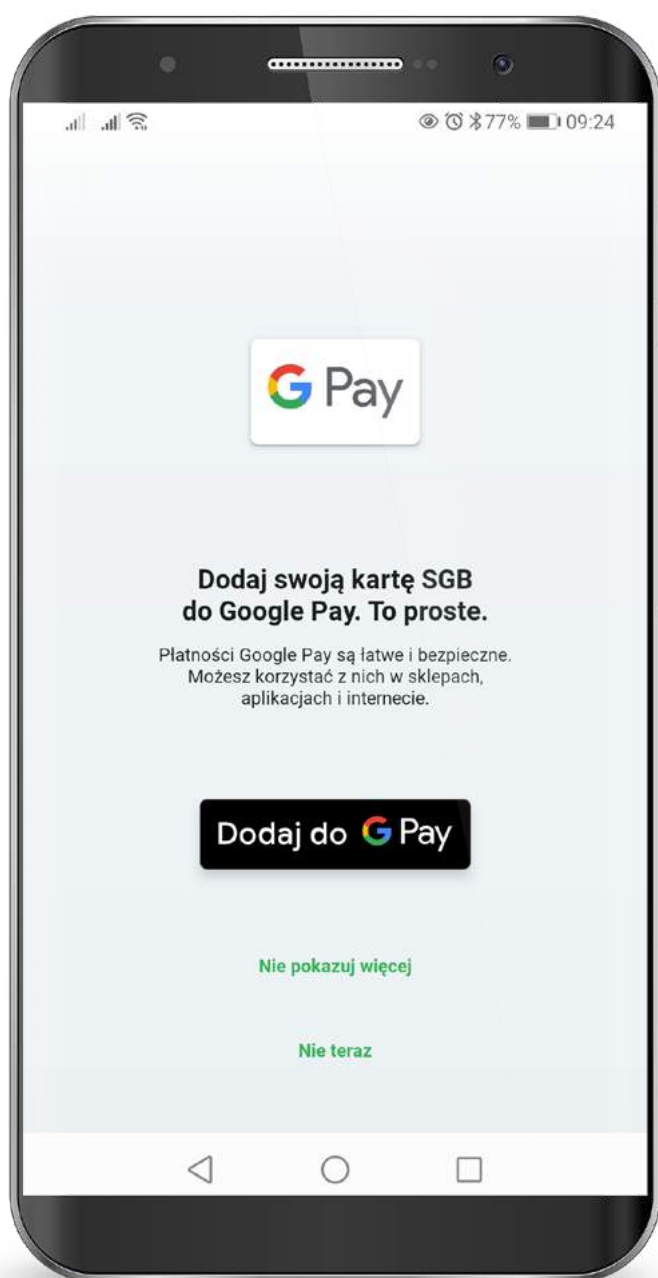 77% 09:24
G Pay
Dodaj swoją kartę SGB
do Google Pay. To proste.
Płatności Google Pay są łatwe i bezpieczne.
Możesz korzystać z nich w sklepach,
aplikacjach i internecie.
Dodaj do G Pay
Nie pokazuj więcej
Nie teraz